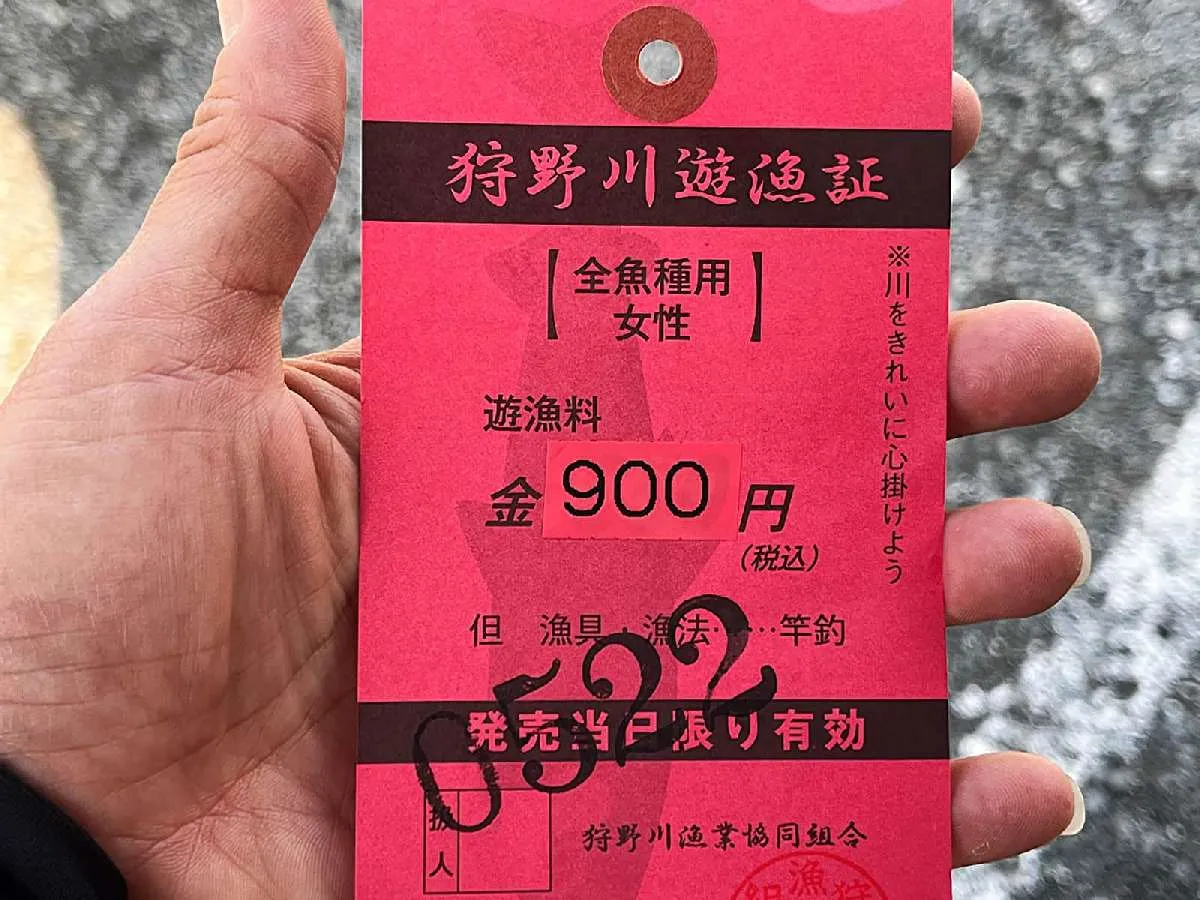 狩野川遊漁証
【全魚種用
女性】
※川をきれいに心掛けよう
遊漁料
金900円
(税込)
但 漁具・漁法……竿釣
0522
発売当日限り有効
扱人
狩野川漁業協同組合